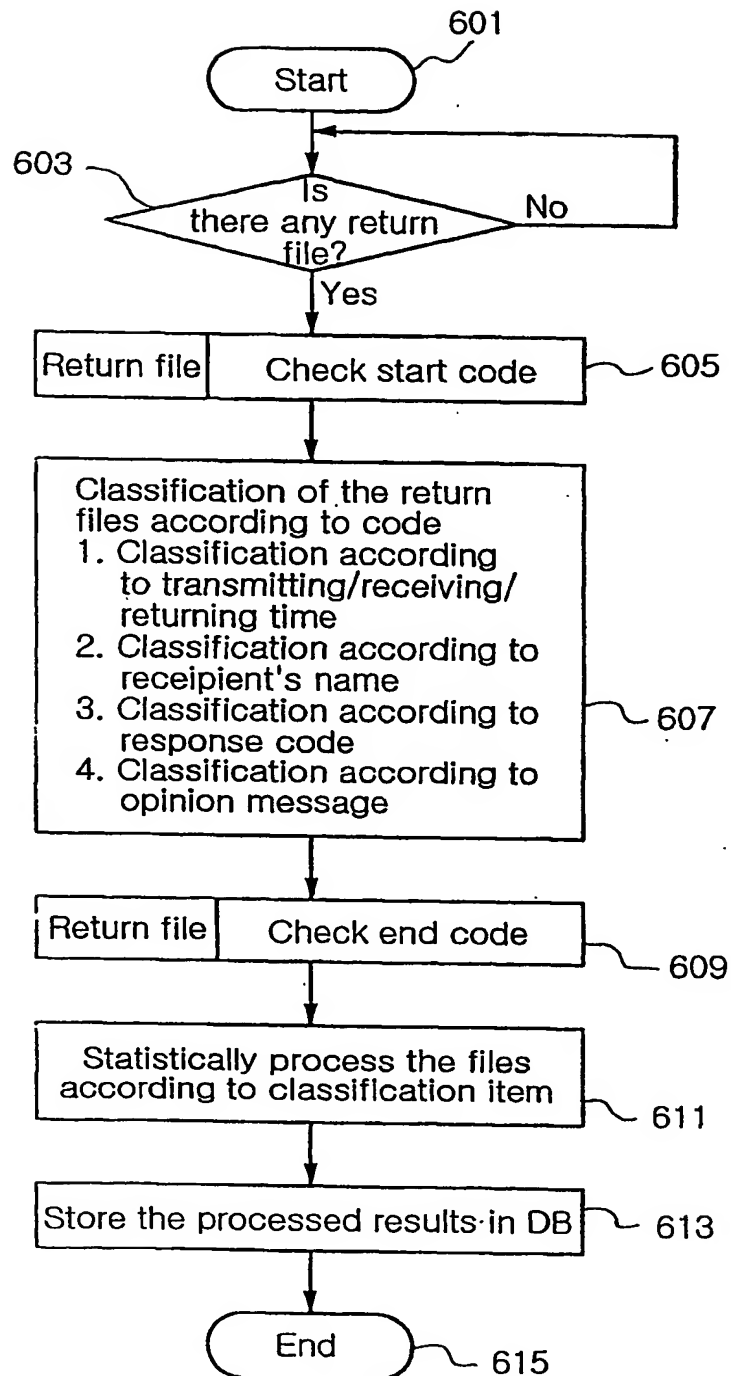 601
Start
603
Is
there any return
file?
No
Yes
Return file
Check start code
605
Classification of the return
files according to code
1. Classification according
to transmitting/receiving/
returning time
2. Classification according to
receipient's name
3. Classification according to
response code
4. Classification according to
opinion message
607
Return file
Check end code
609
Statistically process the files
according to classification item
611
Store the processed results in DB
613
End
615